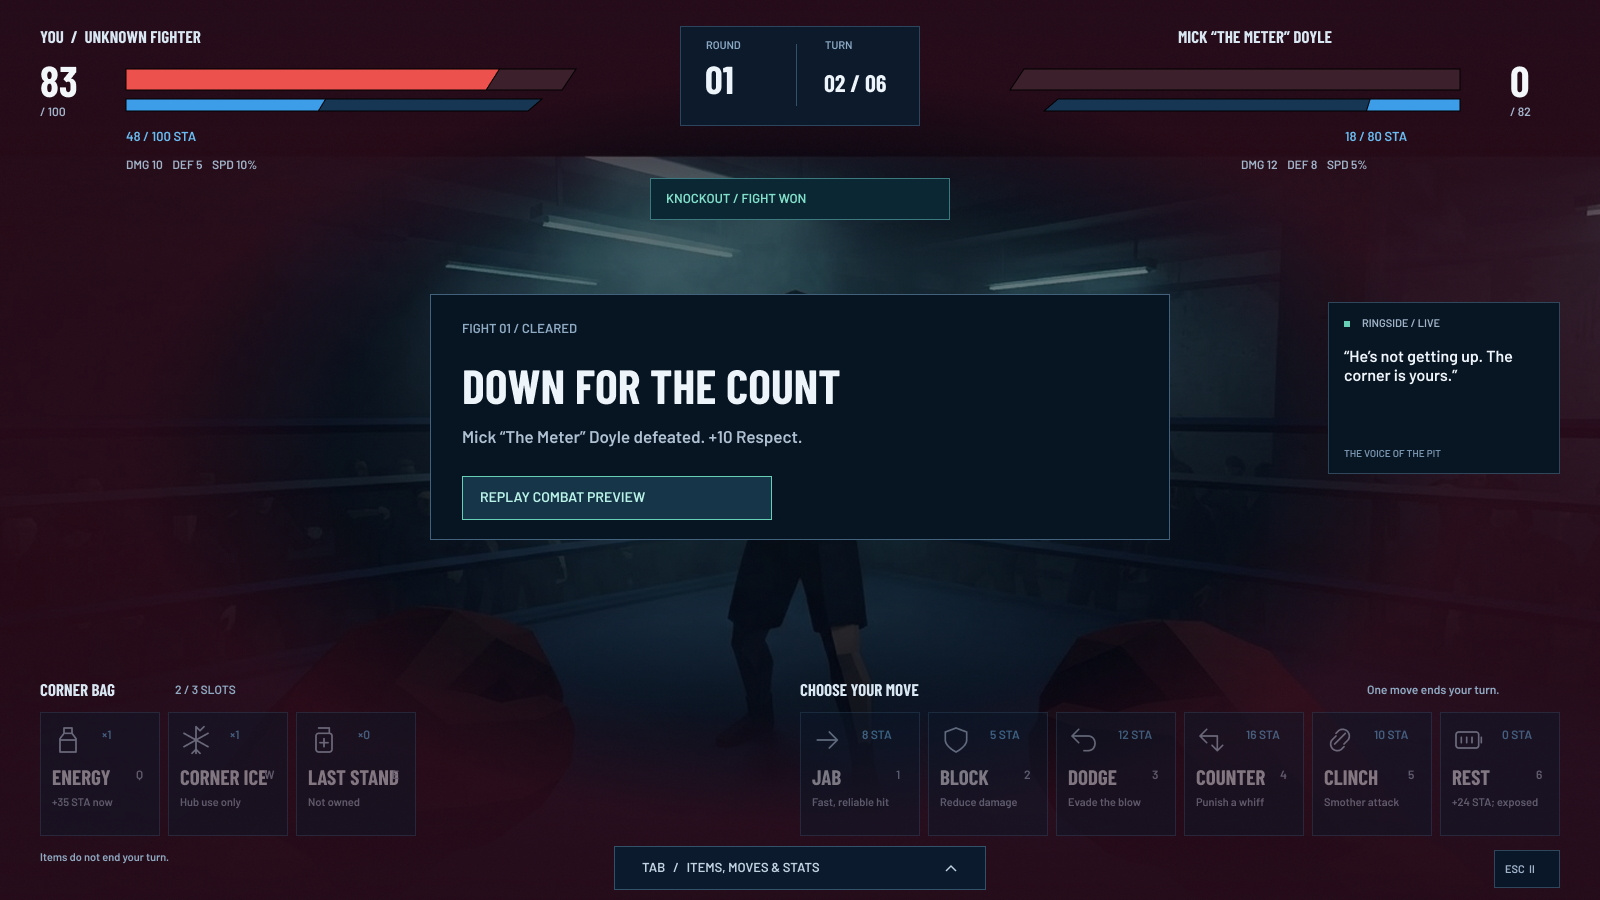 YOU / UNKNOWN FIGHTER
83
/ 100
48 / 100 STA
DMG 10 DEF 5 SPD 10%
ROUND
01
TURN
02 / 06
MICK “THE METER” DOYLE
0
/ 82
18 / 80 STA
DMG 12 DEF 8 SPD 5%
KNOCKOUT / FIGHT WON
FIGHT 01 / CLEARED
DOWN FOR THE COUNT
Mick “The Meter” Doyle defeated. +10 Respect.
REPLAY COMBAT PREVIEW
RINGSIDE / LIVE
“He’s not getting up. The
corner is yours.”
THE VOICE OF THE PIT
CORNER BAG
2 / 3 SLOTS
×1
ENERGY
Q
+35 STA now
×1
CORNER ICE
W
Hub use only
×0
LAST STAND
Not owned
Items do not end your turn.
CHOOSE YOUR MOVE
One move ends your turn.
8 STA
JAB
1
Fast, reliable hit
5 STA
BLOCK
2
Reduce damage
12 STA
DODGE
3
Evade the blow
16 STA
COUNTER
4
Punish a whiff
10 STA
CLINCH
5
Smother attack
0 STA
REST
6
+24 STA; exposed
TAB / ITEMS, MOVES & STATS
ESC II